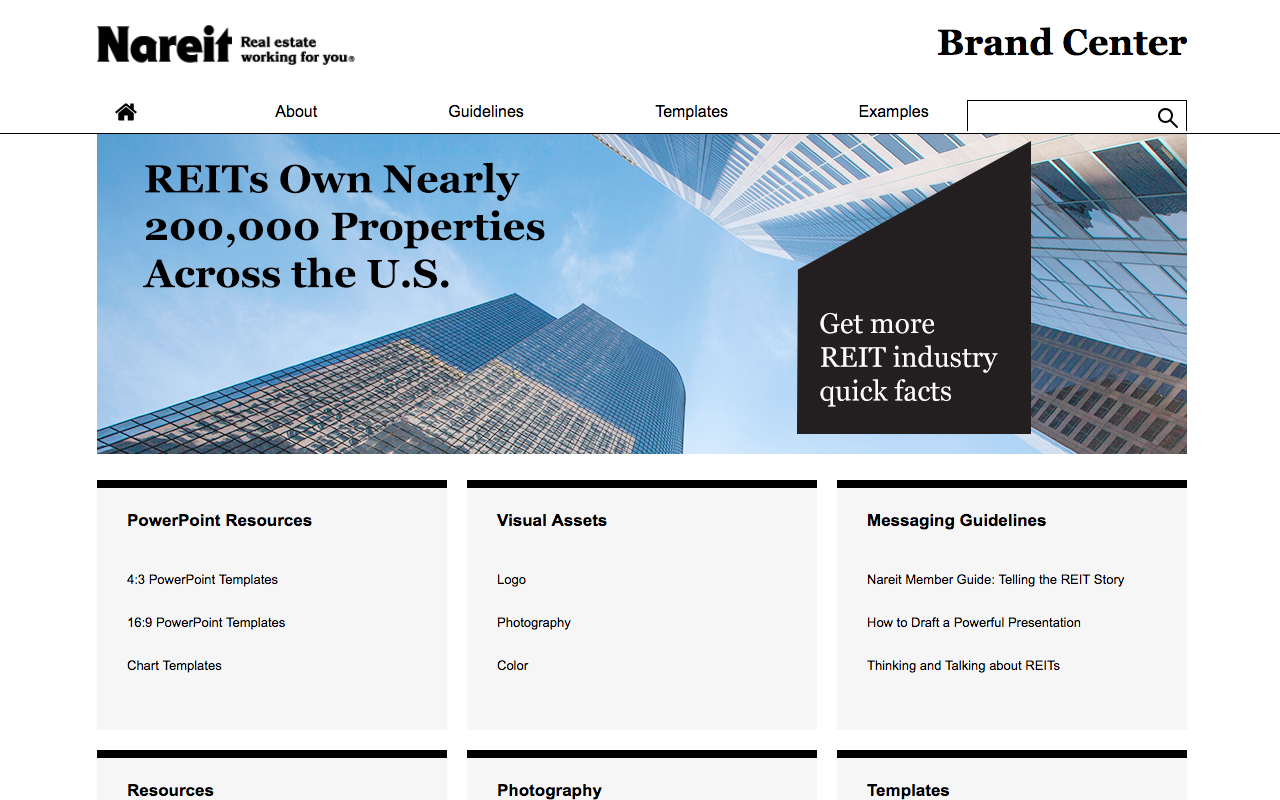 Nareit Real estate
working for you®
Brand Center
About Guidelines Templates Examples
REITs Own Nearly
200,000 Properties
Across the U.S.
Get more
REIT industry
quick facts
PowerPoint Resources
4:3 PowerPoint Templates
16:9 PowerPoint Templates
Chart Templates
Visual Assets
Logo
Photography
Color
Messaging Guidelines
Nareit Member Guide: Telling the REIT Story
How to Draft a Powerful Presentation
Thinking and Talking about REITs
Resources
Photography
Templates